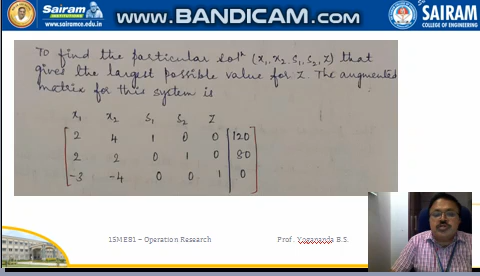 Sairam
INSTITUTIONS
www.sairamce.edu.in
WWW.BANDICAM.COM
SAIRAM
COLLEGE OF ENGINEERING
To find the particular solⁿ (x₁, x₂, S₁, S₂, Z) that
gives the largest possible value for Z. The augmented
matrix for this system is
x₁ x₂ S₁ S₂ Z
2 4 1 0 0 120
2 2 0 1 0 80
-3 -4 0 0 1 0
15ME81 – Operation Research Prof. Yogananda B.S.